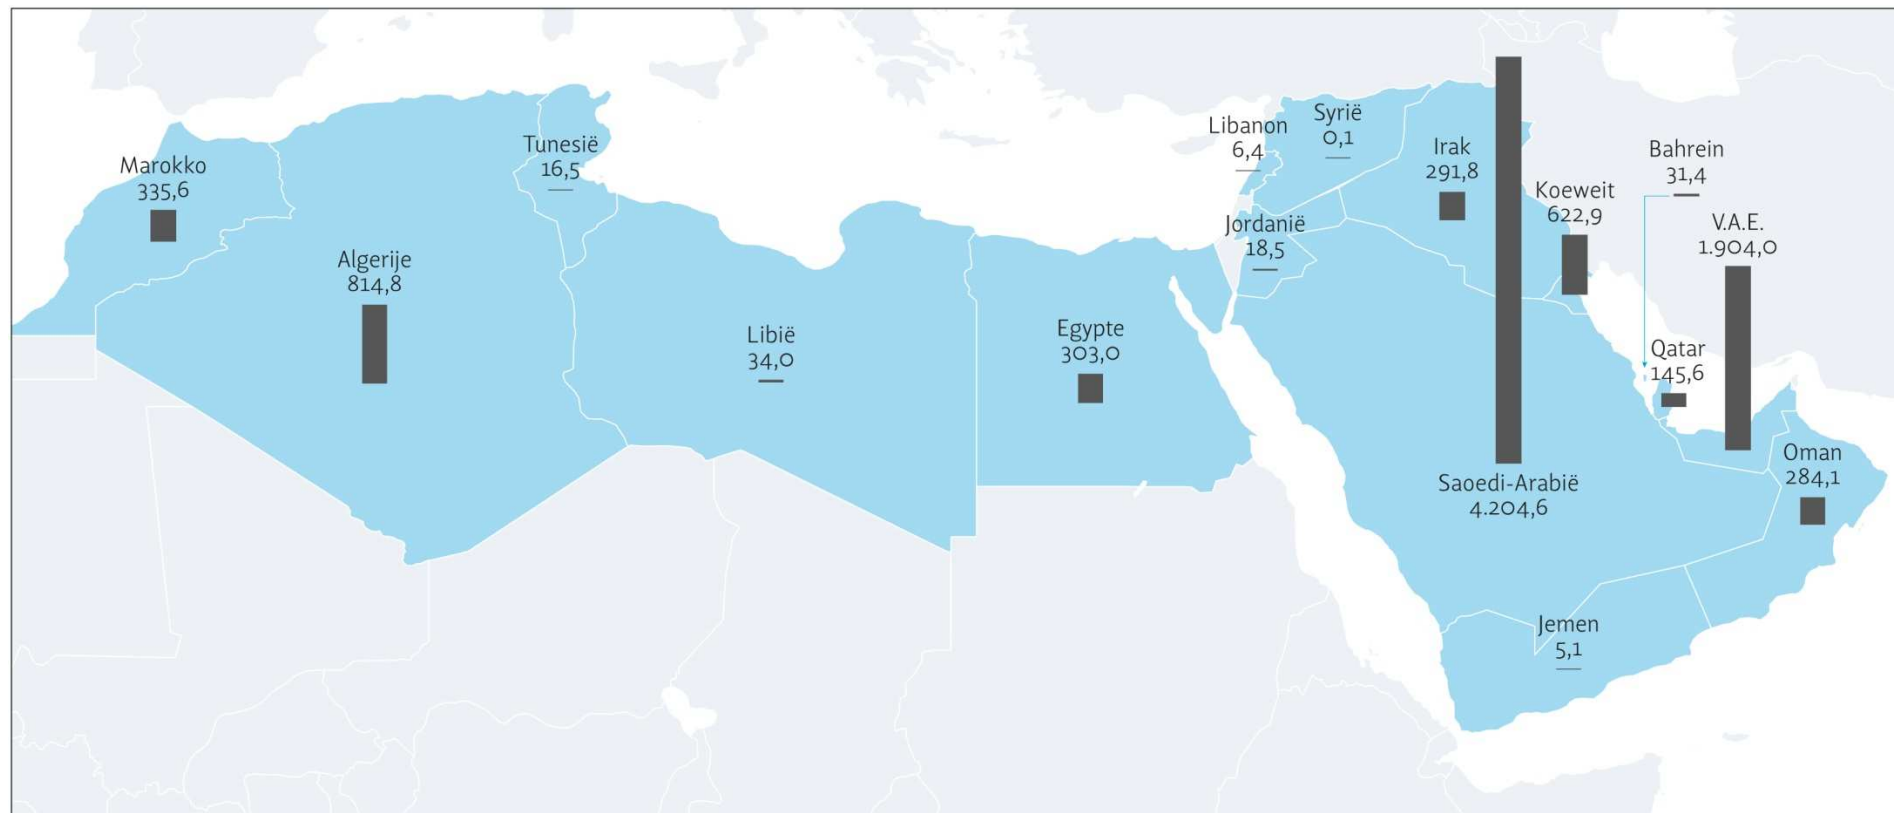 Marokko
335,6
Algerije
814,8
Tunesië
16,5
Libië
34,0
Egypte
303,0
Libanon
6,4
Syrië
0,1
Jordanië
18,5
Irak
291,8
Koeweit
622,9
Bahrein
31,4
V.A.E.
1.904,0
Qatar
145,6
Oman
284,1
Saoedi-Arabië
4.204,6
Jemen
5,1